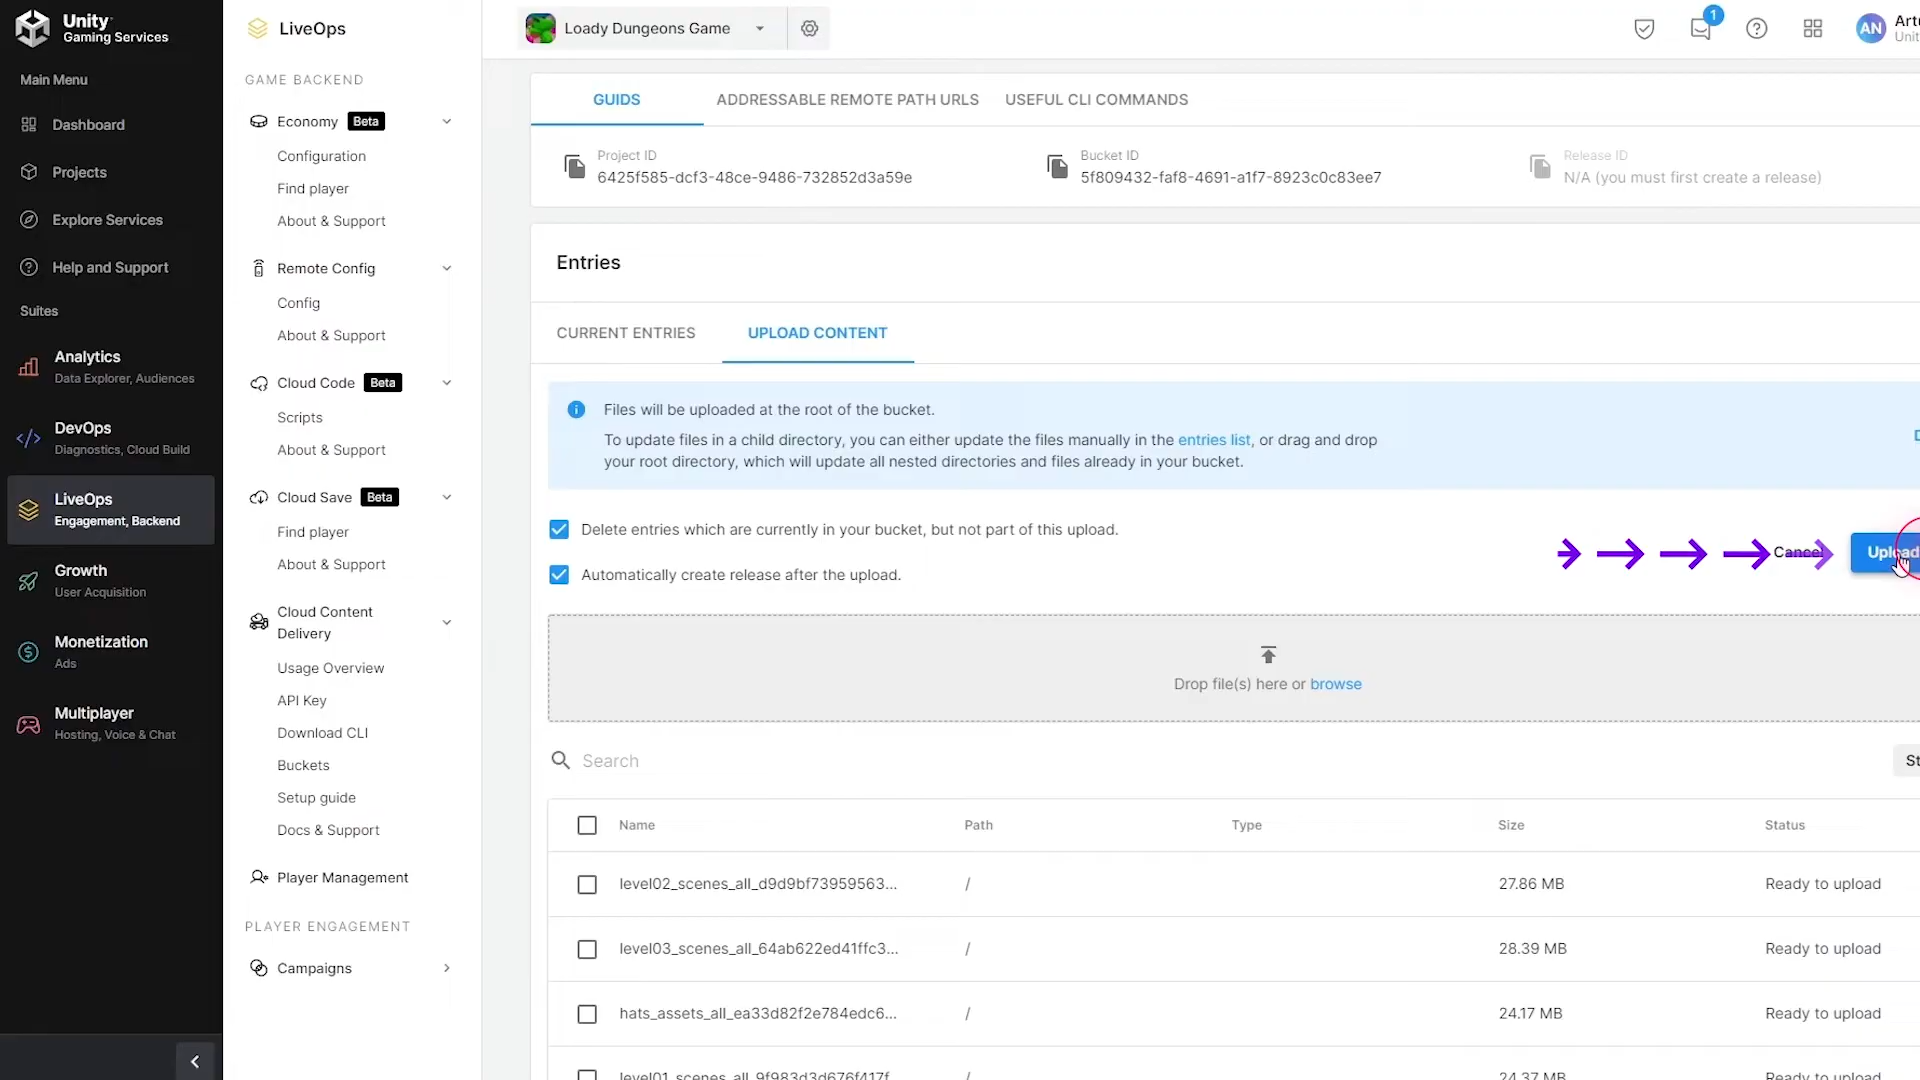 Unity
Gaming Services
Main Menu
Dashboard
Projects
Explore Services
Help and Support
Suites
Analytics
Data Explorer, Audiences
DevOps
Diagnostics, Cloud Build
LiveOps
Engagement, Backend
Growth
User Acquisition
Monetization
Ads
Multiplayer
Hosting, Voice & Chat
LiveOps
GAME BACKEND
Economy Beta
Configuration
Find player
About & Support
Remote Config
Config
About & Support
Cloud Code Beta
Scripts
About & Support
Cloud Save Beta
Find player
About & Support
Cloud Content
Delivery
Usage Overview
API Key
Download CLI
Buckets
Setup guide
Docs & Support
Player Management
PLAYER ENGAGEMENT
Campaigns
Loady Dungeons Game
1
AN
Unit
GUIDS ADDRESSABLE REMOTE PATH URLS USEFUL CLI COMMANDS
Project ID
6425f585-dcf3-48ce-9486-732852d3a59e
Bucket ID
5f809432-faf8-4691-a1f7-8923c0c83ee7
Release ID
N/A (you must first create a release)
Entries
CURRENT ENTRIES UPLOAD CONTENT
Files will be uploaded at the root of the bucket.
To update files in a child directory, you can either update the files manually in the entries list, or drag and drop
your root directory, which will update all nested directories and files already in your bucket.
Delete entries which are currently in your bucket, but not part of this upload.
Automatically create release after the upload.
Cancel Upload
Drop file(s) here or browse
Search
Name Path Type Size Status
level02_scenes_all_d9d9bf73959563... / 27.86 MB Ready to upload
level03_scenes_all_64ab622ed41ffc3... / 28.39 MB Ready to upload
hats_assets_all_ea33d82f2e784edc6... / 24.17 MB Ready to upload
level01_scenes_all_9f983d3d676f417f... / 24.37 MB Ready to upload